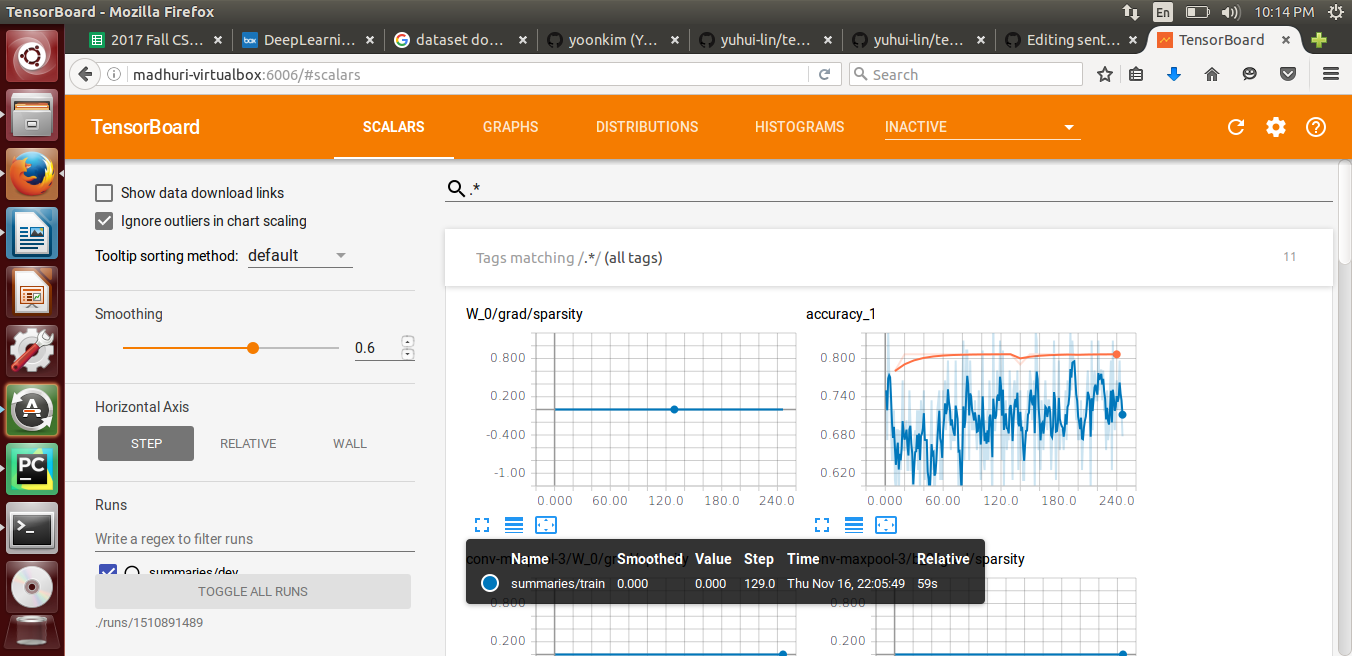 TensorBoard - Mozilla Firefox
En
10:14 PM
2017 Fall CS... ×
box DeepLearni... ×
dataset do... ×
yoonkim (Y... ×
yuhui-lin/te... ×
yuhui-lin/te... ×
Editing sent... ×
TensorBoard ×
madhuri-virtualbox:6006/#scalars
Search
TensorBoard
SCALARS
GRAPHS
DISTRIBUTIONS
HISTOGRAMS
INACTIVE
Show data download links
Ignore outliers in chart scaling
Tooltip sorting method: default
Smoothing
0.6
Horizontal Axis
STEP
RELATIVE
WALL
Runs
Write a regex to filter runs
summaries/dev
TOGGLE ALL RUNS
./runs/1510891489
.*
Tags matching /.*/ (all tags)
11
W_0/grad/sparsity
0.800
0.200
-0.400
-1.00
0.000 60.00 120.0 180.0 240.0
accuracy_1
0.800
0.740
0.680
0.620
0.000 60.00 120.0 180.0 240.0
conv-maxpool-3/W_0/
sparsity
Name Smoothed Value Step Time Relative
summaries/train 0.000 0.000 129.0 Thu Nov 16, 22:05:49 59s
0.800
0.200
0.800
0.200
PC